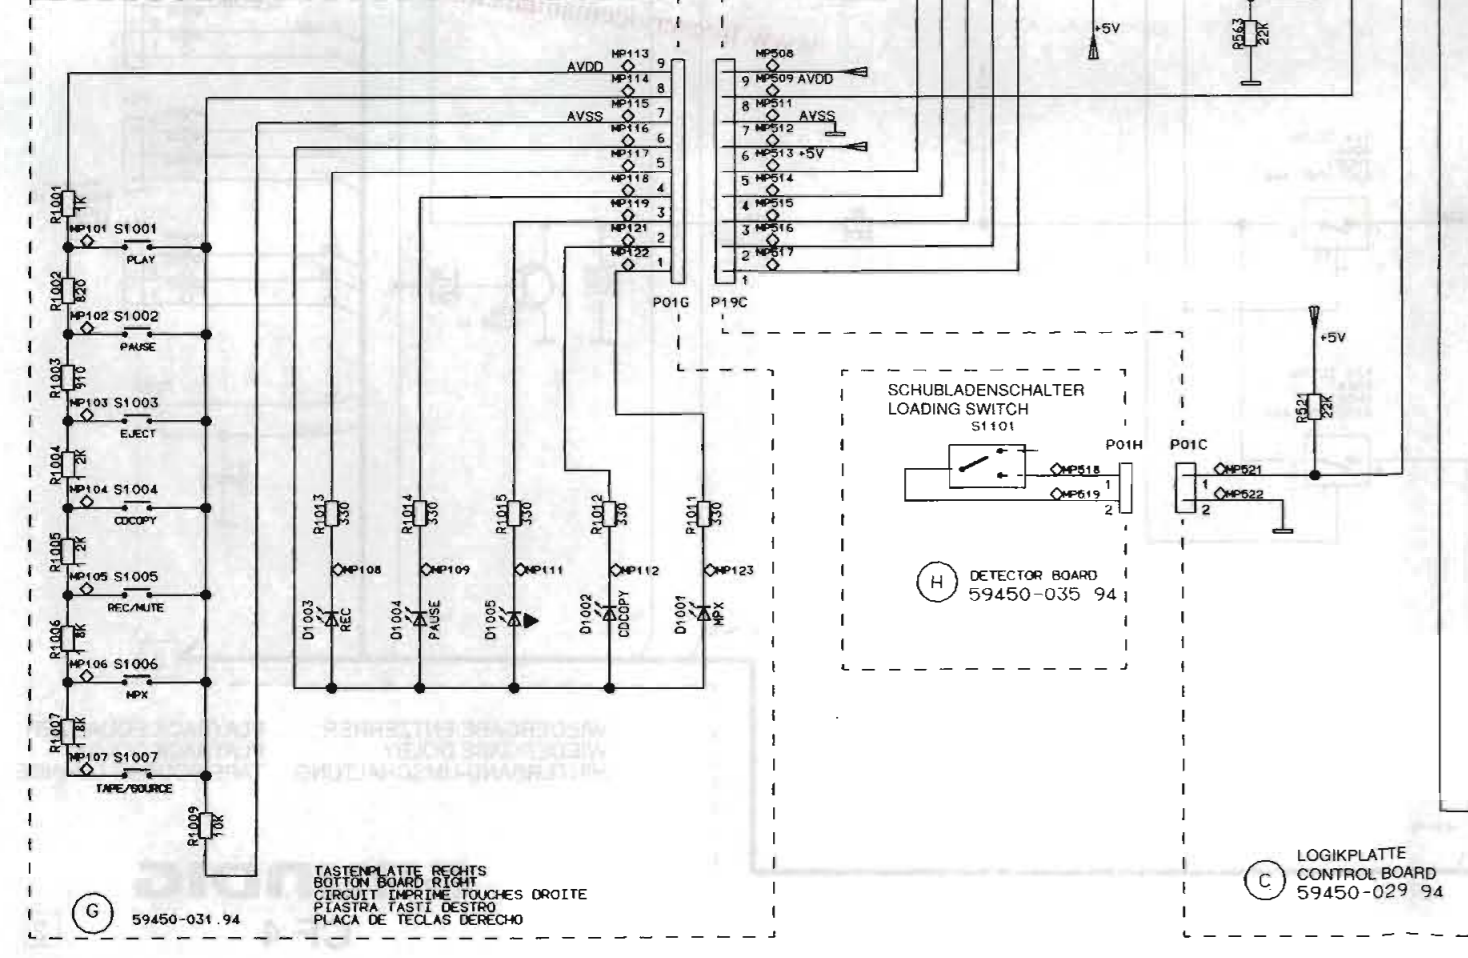 MP113
AVDD
9
MP114
8
MP115
AVSS
7
MP116
6
MP117
5
MP118
4
MP119
3
MP121
2
MP122
1
P01G
MP508
9
MP509 AVDD
8
MP511
AVSS
7
MP512
6
MP513 +5V
5
MP514
4
MP515
3
MP516
2
MP517
1
P19C
+5V
R563
22K
R1001
1K
MP101 S1001
PLAY
R1002
820
MP102 S1002
PAUSE
R1003
910
MP103 S1003
EJECT
R1004
1.2K
MP104 S1004
CDCOPY
R1005
1.2K
MP105 S1005
REC/MUTE
R1006
MP106 S1006
MPX
R1007
1.8K
MP107 S1007
TAPE/SOURCE
R1009
10K
R1013
330
R1014
330
R1015
330
R1012
330
R1011
330
MP108
MP109
MP111
MP112
MP123
D1003
REC
D1004
PAUSE
D1005
D1002
CDCOPY
D1001
MPX
SCHUBLADENSCHALTER
LOADING SWITCH
S1101
P01H
MP518
1
MP519
2
H
DETECTOR BOARD
59450-035 94
P01C
MP521
1
MP522
2
+5V
R521
22K
G
59450-031.94
TASTENPLATTE RECHTS
BOTTON BOARD RIGHT
CIRCUIT IMPRIME TOUCHES DROITE
PIASTRA TASTI DESTRO
PLACA DE TECLAS DERECHO
C
LOGIKPLATTE
CONTROL BOARD
59450-029 94